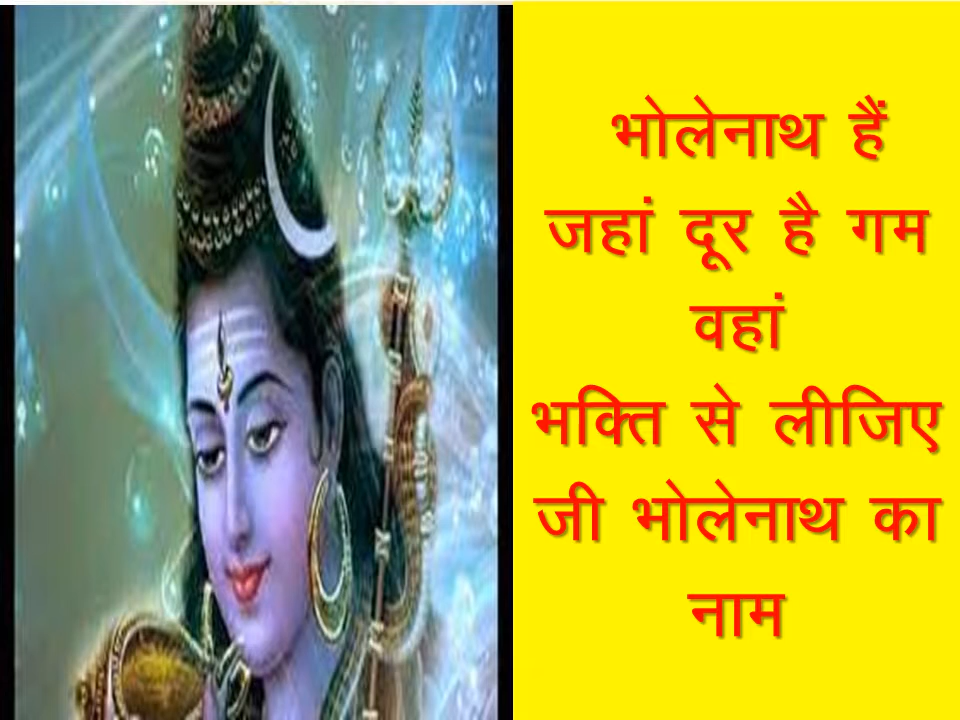 भोलेनाथ हैं
जहां दूर है गम
वहां
भक्ति से लीजिए
जी भोलेनाथ का
नाम